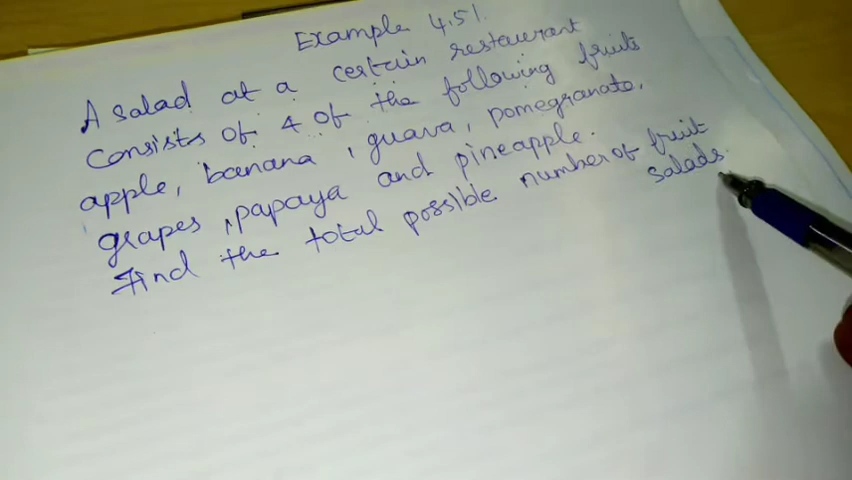 Example 4.51.
A salad at a certain restaurant
consists of 4 of the following fruits
apple, banana, guava, pomegranate,
grapes, papaya and pineapple.
Find the total possible number of fruit
salads.